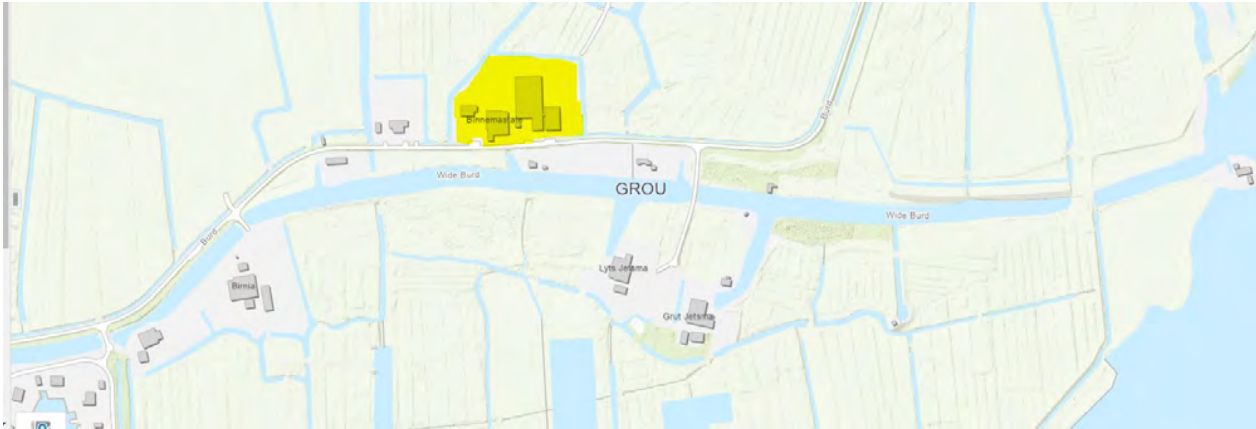 Burd
Binnemastate
Wide Burd
GROU
Wide Burd
Burd
Lyts Jetsma
Birnia
Grut Jetsma